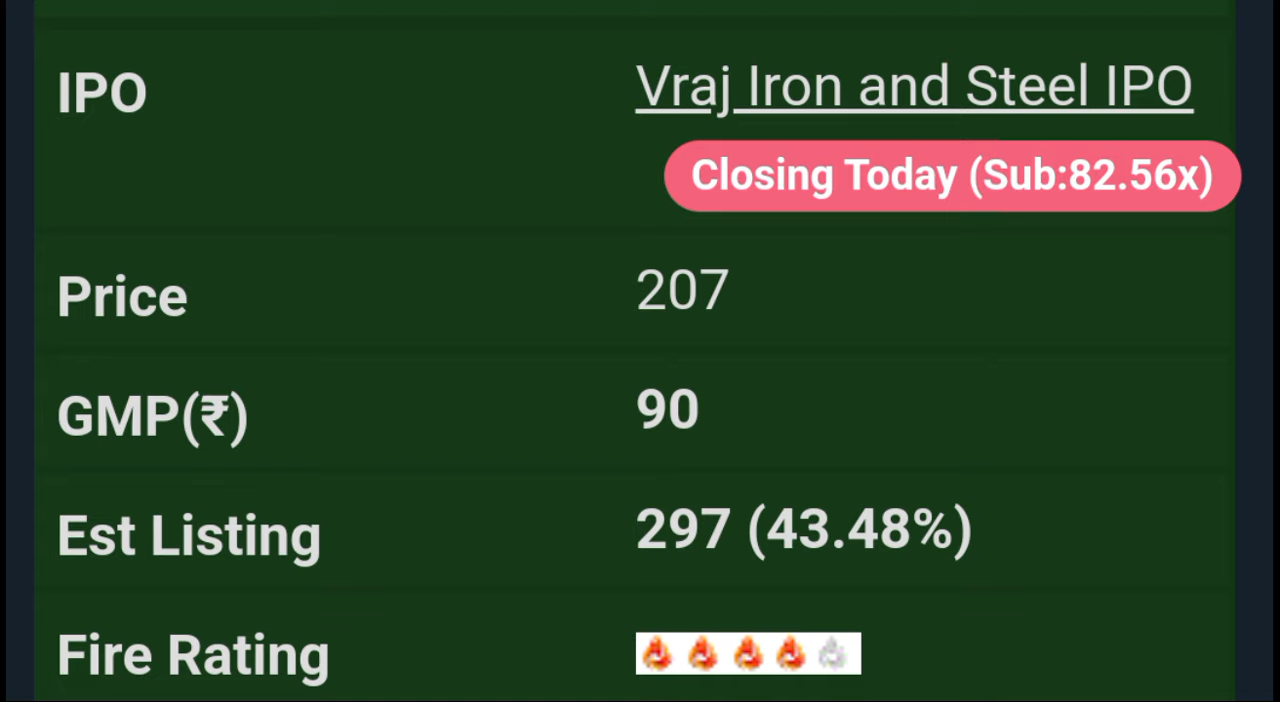 IPO
Vraj Iron and Steel IPO
Closing Today (Sub:82.56x)
Price
207
GMP(₹)
90
Est Listing
297 (43.48%)
Fire Rating